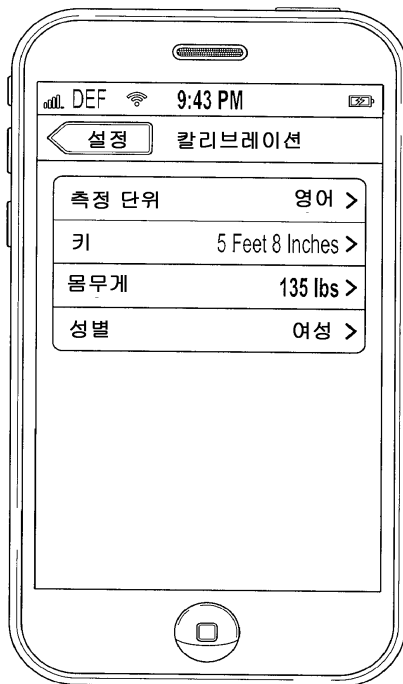 DEF 9:43 PM
설정 칼리브레이션
측정 단위 영어 >
키 5 Feet 8 Inches >
몸무게 135 lbs >
성별 여성 >